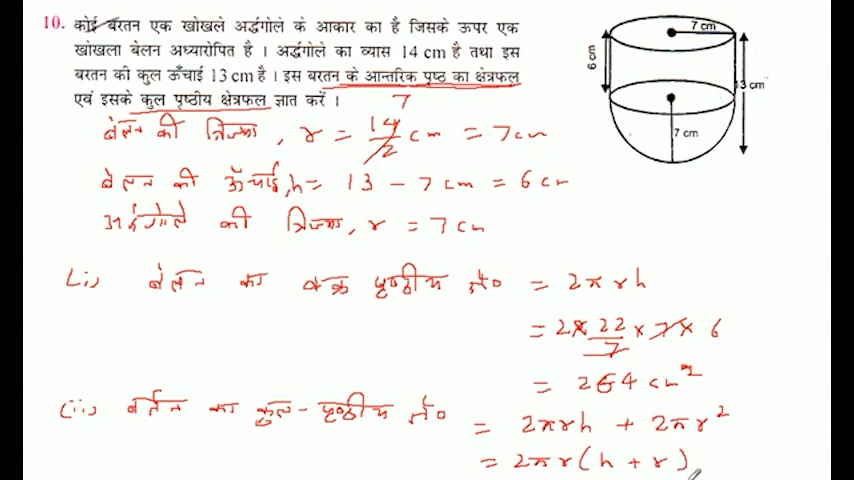 10. कोई बरतन एक खोखले अर्द्धगोले के आकार का है जिसके ऊपर एक
खोखला बेलन अध्यारोपित है । अर्द्धगोले का व्यास 14 cm है तथा इस
बरतन की कुल ऊँचाई 13 cm है । इस बरतन के आन्तरिक पृष्ठ का क्षेत्रफल
एवं इसके कुल पृष्ठीय क्षेत्रफल ज्ञात करें ।
7 cm
6 cm
13 cm
7 cm
7
बेलन की त्रिज्या, r = 14/2 cm = 7 cm
बेलन की ऊँचाई, h = 13 - 7 cm = 6 cm
अर्द्धगोले की त्रिज्या, r = 7 cm
(i) बेलन का वक्र पृष्ठीय क्षे० = 2πrh
= 2 × 22/7 × 7 × 6
= 264 cm²
(ii) बर्तन का कुल-पृष्ठीय क्षे० = 2πrh + 2πr²
= 2πr(h + r)